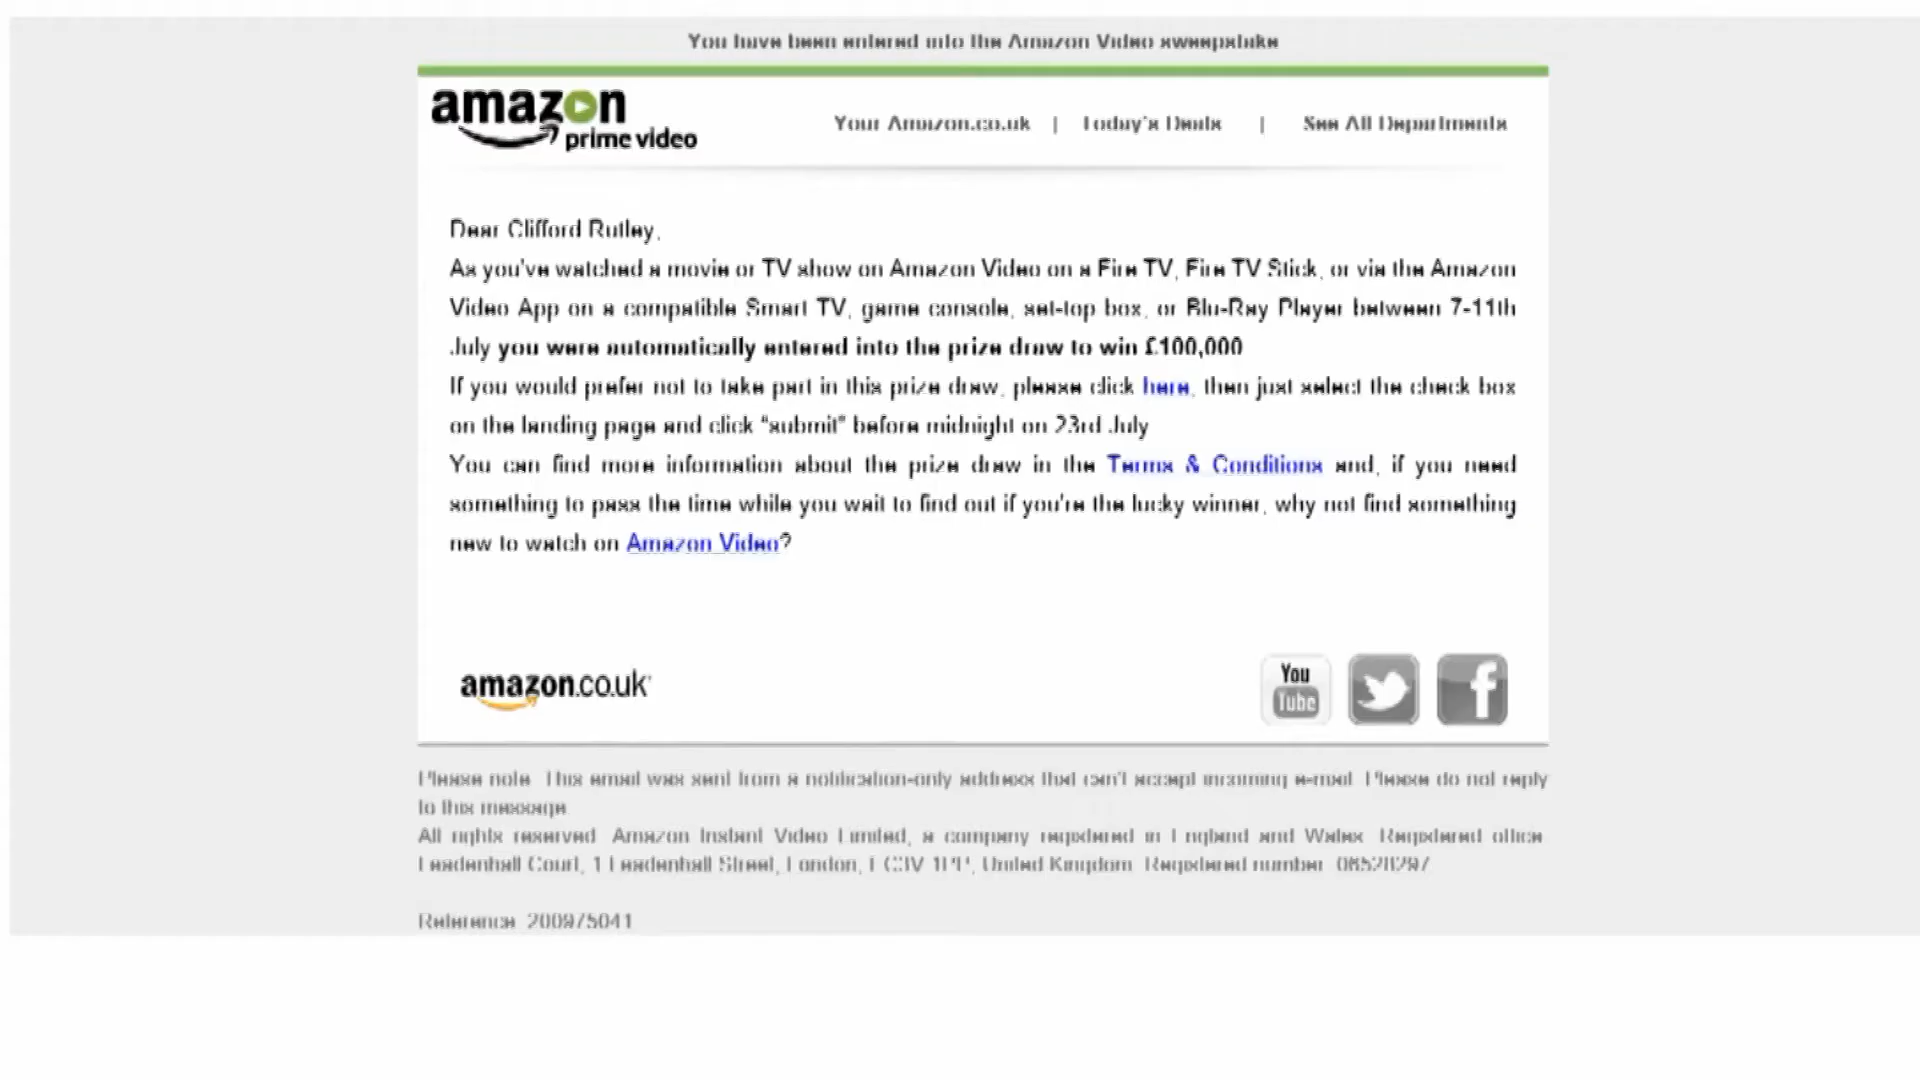 You have been entered into the Amazon Video sweepstake
amazon
prime video
Your Amazon.co.uk | Today's Deals | See All Departments
Dear Clifford Rutley,
As you've watched a movie or TV show on Amazon Video on a Fire TV, Fire TV Stick, or via the Amazon
Video App on a compatible Smart TV, game console, set-top box, or Blu-Ray Player between 7-11th
July you were automatically entered into the prize draw to win £100,000
If you would prefer not to take part in this prize draw, please click here, then just select the check box
on the landing page and click "submit" before midnight on 23rd July
You can find more information about the prize draw in the Terms & Conditions and, if you need
something to pass the time while you wait to find out if you're the lucky winner, why not find something
new to watch on Amazon Video?
amazon.co.uk
You
Tube
f
Please note: This email was sent from a notification-only address that can't accept incoming e-mail. Please do not reply
to this message.
All rights reserved. Amazon Instant Video Limited, a company registered in England and Wales. Registered office:
Leadenhall Court, 1 Leadenhall Street, London, EC3V 1PP, United Kingdom. Registered number:
Reference: 200975041